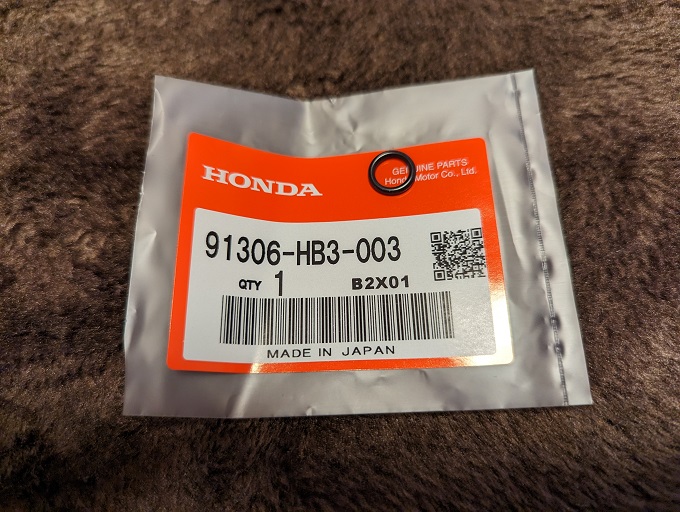 HONDA
GENUINE PARTS
Honda Motor Co., Ltd.
91306-HB3-003
QTY 1 B2X01
MADE IN JAPAN